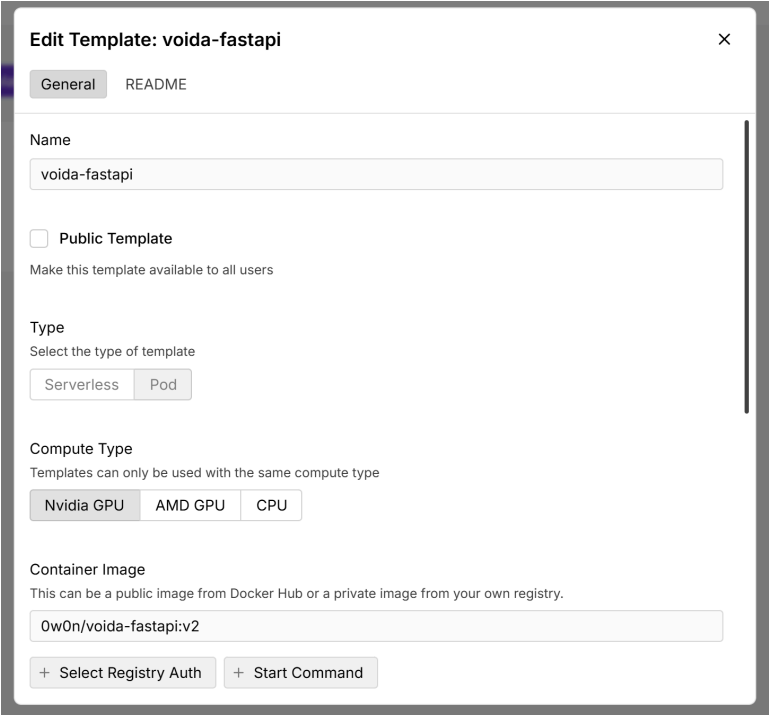 Edit Template: voida-fastapi
General README
Name
voida-fastapi
Public Template
Make this template available to all users
Type
Select the type of template
Serverless Pod
Compute Type
Templates can only be used with the same compute type
Nvidia GPU AMD GPU CPU
Container Image
This can be a public image from Docker Hub or a private image from your own registry.
0w0n/voida-fastapi:v2
+ Select Registry Auth + Start Command